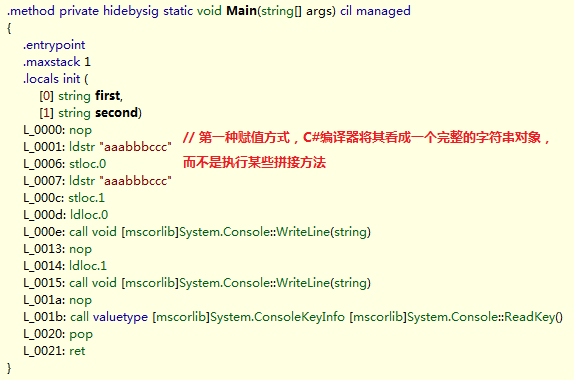 .method private hidebysig static void Main(string[] args) cil managed
{
.entrypoint
.maxstack 1
.locals init (
[0] string first,
[1] string second)
L_0000: nop
L_0001: ldstr "aaabbbccc"
// 第一种赋值方式，C#编译器将其看成一个完整的字符串对象，
而不是执行某些拼接方法
L_0006: stloc.0
L_0007: ldstr "aaabbbccc"
L_000c: stloc.1
L_000d: ldloc.0
L_000e: call void [mscorlib]System.Console::WriteLine(string)
L_0013: nop
L_0014: ldloc.1
L_0015: call void [mscorlib]System.Console::WriteLine(string)
L_001a: nop
L_001b: call valuetype [mscorlib]System.ConsoleKeyInfo [mscorlib]System.Console::ReadKey()
L_0020: pop
L_0021: ret
}